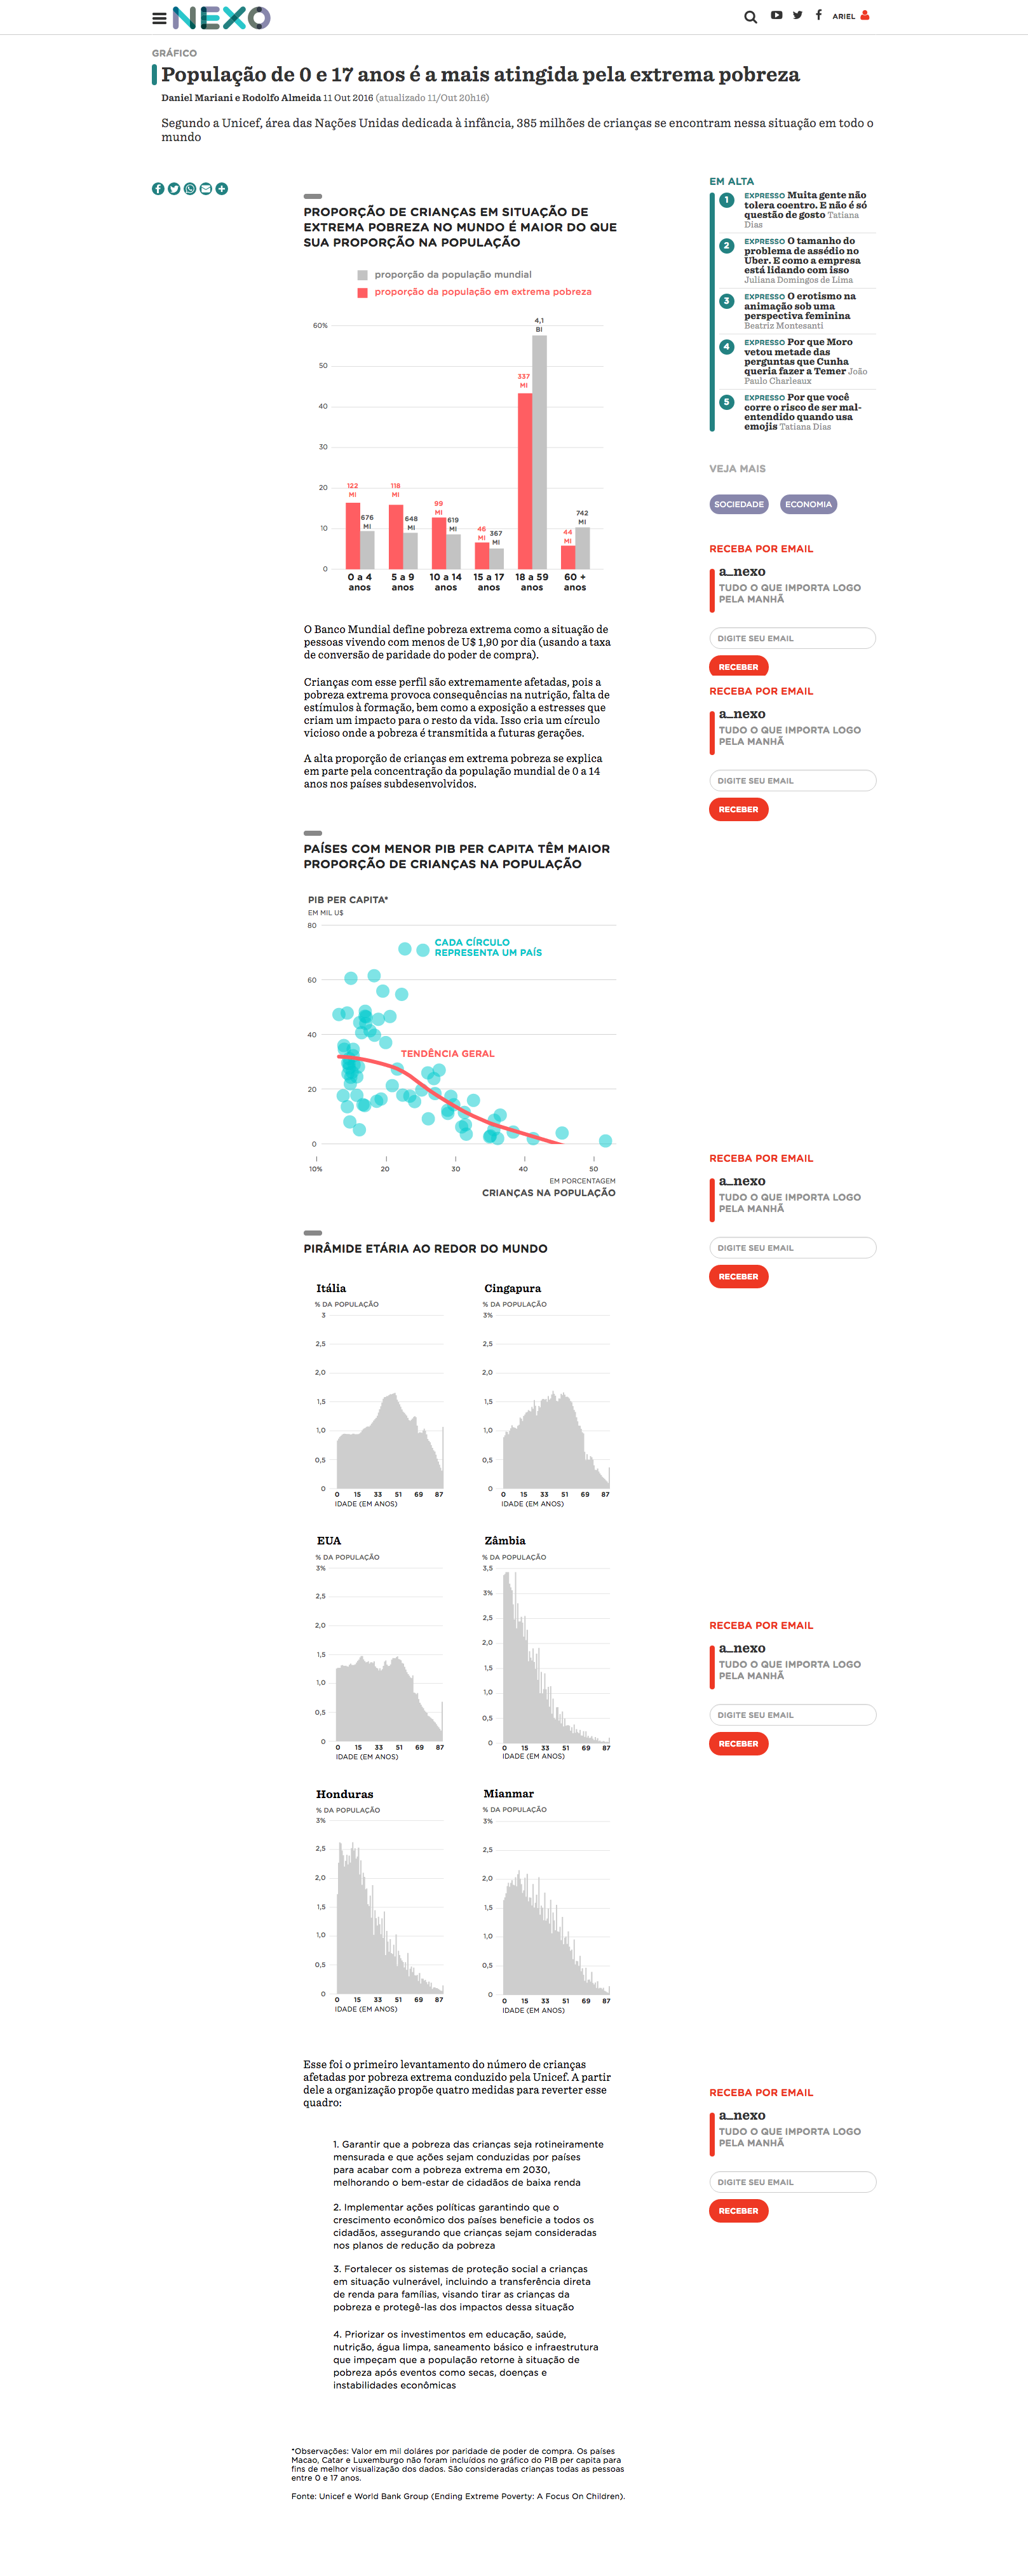 NEXO
ARIEL
GRÁFICO
População de 0 e 17 anos é a mais atingida pela extrema pobreza
Daniel Mariani e Rodolfo Almeida 11 Out 2016 (atualizado 11/Out 20h16)
Segundo a Unicef, área das Nações Unidas dedicada à infância, 385 milhões de crianças se encontram nessa situação em todo o
mundo
PROPORÇÃO DE CRIANÇAS EM SITUAÇÃO DE
EXTREMA POBREZA NO MUNDO É MAIOR DO QUE
SUA PROPORÇÃO NA POPULAÇÃO
proporção da população mundial
proporção da população em extrema pobreza
60%
50
40
30
20
10
0
122
MI
676
MI
118
MI
648
MI
99
MI
619
MI
46
MI
367
MI
337
MI
4,1
BI
44
MI
742
MI
0 a 4
anos
5 a 9
anos
10 a 14
anos
15 a 17
anos
18 a 59
anos
60 +
anos
O Banco Mundial define pobreza extrema como a situação de
pessoas vivendo com menos de U$ 1,90 por dia (usando a taxa
de conversão de paridade do poder de compra).
Crianças com esse perfil são extremamente afetadas, pois a
pobreza extrema provoca consequências na nutrição, falta de
estímulos à formação, bem como a exposição a estresses que
criam um impacto para o resto da vida. Isso cria um círculo
vicioso onde a pobreza é transmitida a futuras gerações.
A alta proporção de crianças em extrema pobreza se explica
em parte pela concentração da população mundial de 0 a 14
anos nos países subdesenvolvidos.
PAÍSES COM MENOR PIB PER CAPITA TÊM MAIOR
PROPORÇÃO DE CRIANÇAS NA POPULAÇÃO
PIB PER CAPITA*
EM MIL U$
80
60
40
20
0
CADA CÍRCULO
REPRESENTA UM PAÍS
TENDÊNCIA GERAL
10%
20
30
40
50
EM PORCENTAGEM
CRIANÇAS NA POPULAÇÃO
PIRÂMIDE ETÁRIA AO REDOR DO MUNDO
Itália
% DA POPULAÇÃO
3
2,5
2,0
1,5
1,0
0,5
0
0 15 33 51 69 87
IDADE (EM ANOS)
Cingapura
% DA POPULAÇÃO
3%
2,5
2,0
1,5
1,0
0,5
0
0 15 33 51 69 87
IDADE (EM ANOS)
EUA
% DA POPULAÇÃO
3%
2,5
2,0
1,5
1,0
0,5
0
0 15 33 51 69 87
IDADE (EM ANOS)
Zâmbia
% DA POPULAÇÃO
3,5
3%
2,5
2,0
1,5
1,0
0,5
0
0 15 33 51 69 87
IDADE (EM ANOS)
Honduras
% DA POPULAÇÃO
3%
2,5
2,0
1,5
1,0
0,5
0
0 15 33 51 69 87
IDADE (EM ANOS)
Mianmar
% DA POPULAÇÃO
3%
2,5
2,0
1,5
1,0
0,5
0
0 15 33 51 69 87
IDADE (EM ANOS)
Esse foi o primeiro levantamento do número de crianças
afetadas por pobreza extrema conduzido pela Unicef. A partir
dele a organização propõe quatro medidas para reverter esse
quadro:
1. Garantir que a pobreza das crianças seja rotineiramente
mensurada e que ações sejam conduzidas por países
para acabar com a pobreza extrema em 2030,
melhorando o bem-estar de cidadãos de baixa renda
2. Implementar ações políticas garantindo que o
crescimento econômico dos países beneficie a todos os
cidadãos, assegurando que crianças sejam consideradas
nos planos de redução da pobreza
3. Fortalecer os sistemas de proteção social a crianças
em situação vulnerável, incluindo a transferência direta
de renda para famílias, visando tirar as crianças da
pobreza e protegê-las dos impactos dessa situação
4. Priorizar os investimentos em educação, saúde,
nutrição, água limpa, saneamento básico e infraestrutura
que impeçam que a população retorne à situação de
pobreza após eventos como secas, doenças e
instabilidades econômicas
*Observações: Valor em mil doláres por paridade de poder de compra. Os países
Macao, Catar e Luxemburgo não foram incluídos no gráfico do PIB per capita para
fins de melhor visualização dos dados. São consideradas crianças todas as pessoas
entre 0 e 17 anos.
Fonte: Unicef e World Bank Group (Ending Extreme Poverty: A Focus On Children).
EM ALTA
1
EXPRESSO Muita gente não
tolera coentro. E não é só
questão de gosto Tatiana
Dias
2
EXPRESSO O tamanho do
problema de assédio no
Uber. E como a empresa
está lidando com isso
Juliana Domingos de Lima
3
EXPRESSO O erotismo na
animação sob uma
perspectiva feminina
Beatriz Montesanti
4
EXPRESSO Por que Moro
vetou metade das
perguntas que Cunha
queria fazer a Temer João
Paulo Charleaux
5
EXPRESSO Por que você
corre o risco de ser mal-
entendido quando usa
emojis Tatiana Dias
VEJA MAIS
SOCIEDADE
ECONOMIA
RECEBA POR EMAIL
a_nexo
TUDO O QUE IMPORTA LOGO
PELA MANHÃ
DIGITE SEU EMAIL
RECEBER
RECEBA POR EMAIL
a_nexo
TUDO O QUE IMPORTA LOGO
PELA MANHÃ
DIGITE SEU EMAIL
RECEBER
RECEBA POR EMAIL
a_nexo
TUDO O QUE IMPORTA LOGO
PELA MANHÃ
DIGITE SEU EMAIL
RECEBER
RECEBA POR EMAIL
a_nexo
TUDO O QUE IMPORTA LOGO
PELA MANHÃ
DIGITE SEU EMAIL
RECEBER
RECEBA POR EMAIL
a_nexo
TUDO O QUE IMPORTA LOGO
PELA MANHÃ
DIGITE SEU EMAIL
RECEBER